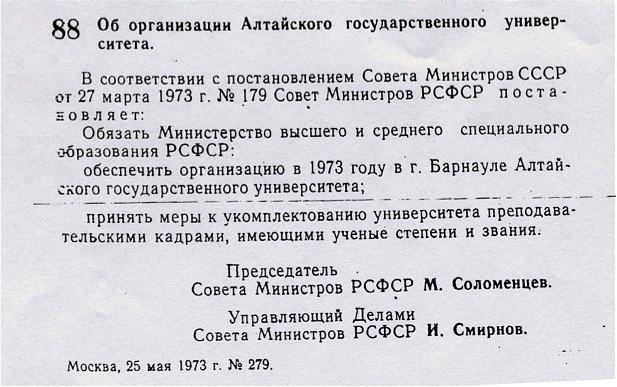 88 Об организации Алтайского государственного универ-
ситета.
В соответствии с постановлением Совета Министров СССР
от 27 марта 1973 г. № 179 Совет Министров РСФСР поста-
новляет:
Обязать Министерство высшего и среднего специального
образования РСФСР:
обеспечить организацию в 1973 году в г. Барнауле Алтай-
ского государственного университета;
принять меры к укомплектованию университета преподава-
тельскими кадрами, имеющими ученые степени и звания.
Председатель
Совета Министров РСФСР М. Соломенцев.
Управляющий Делами
Совета Министров РСФСР И. Смирнов.
Москва, 25 мая 1973 г. № 279.